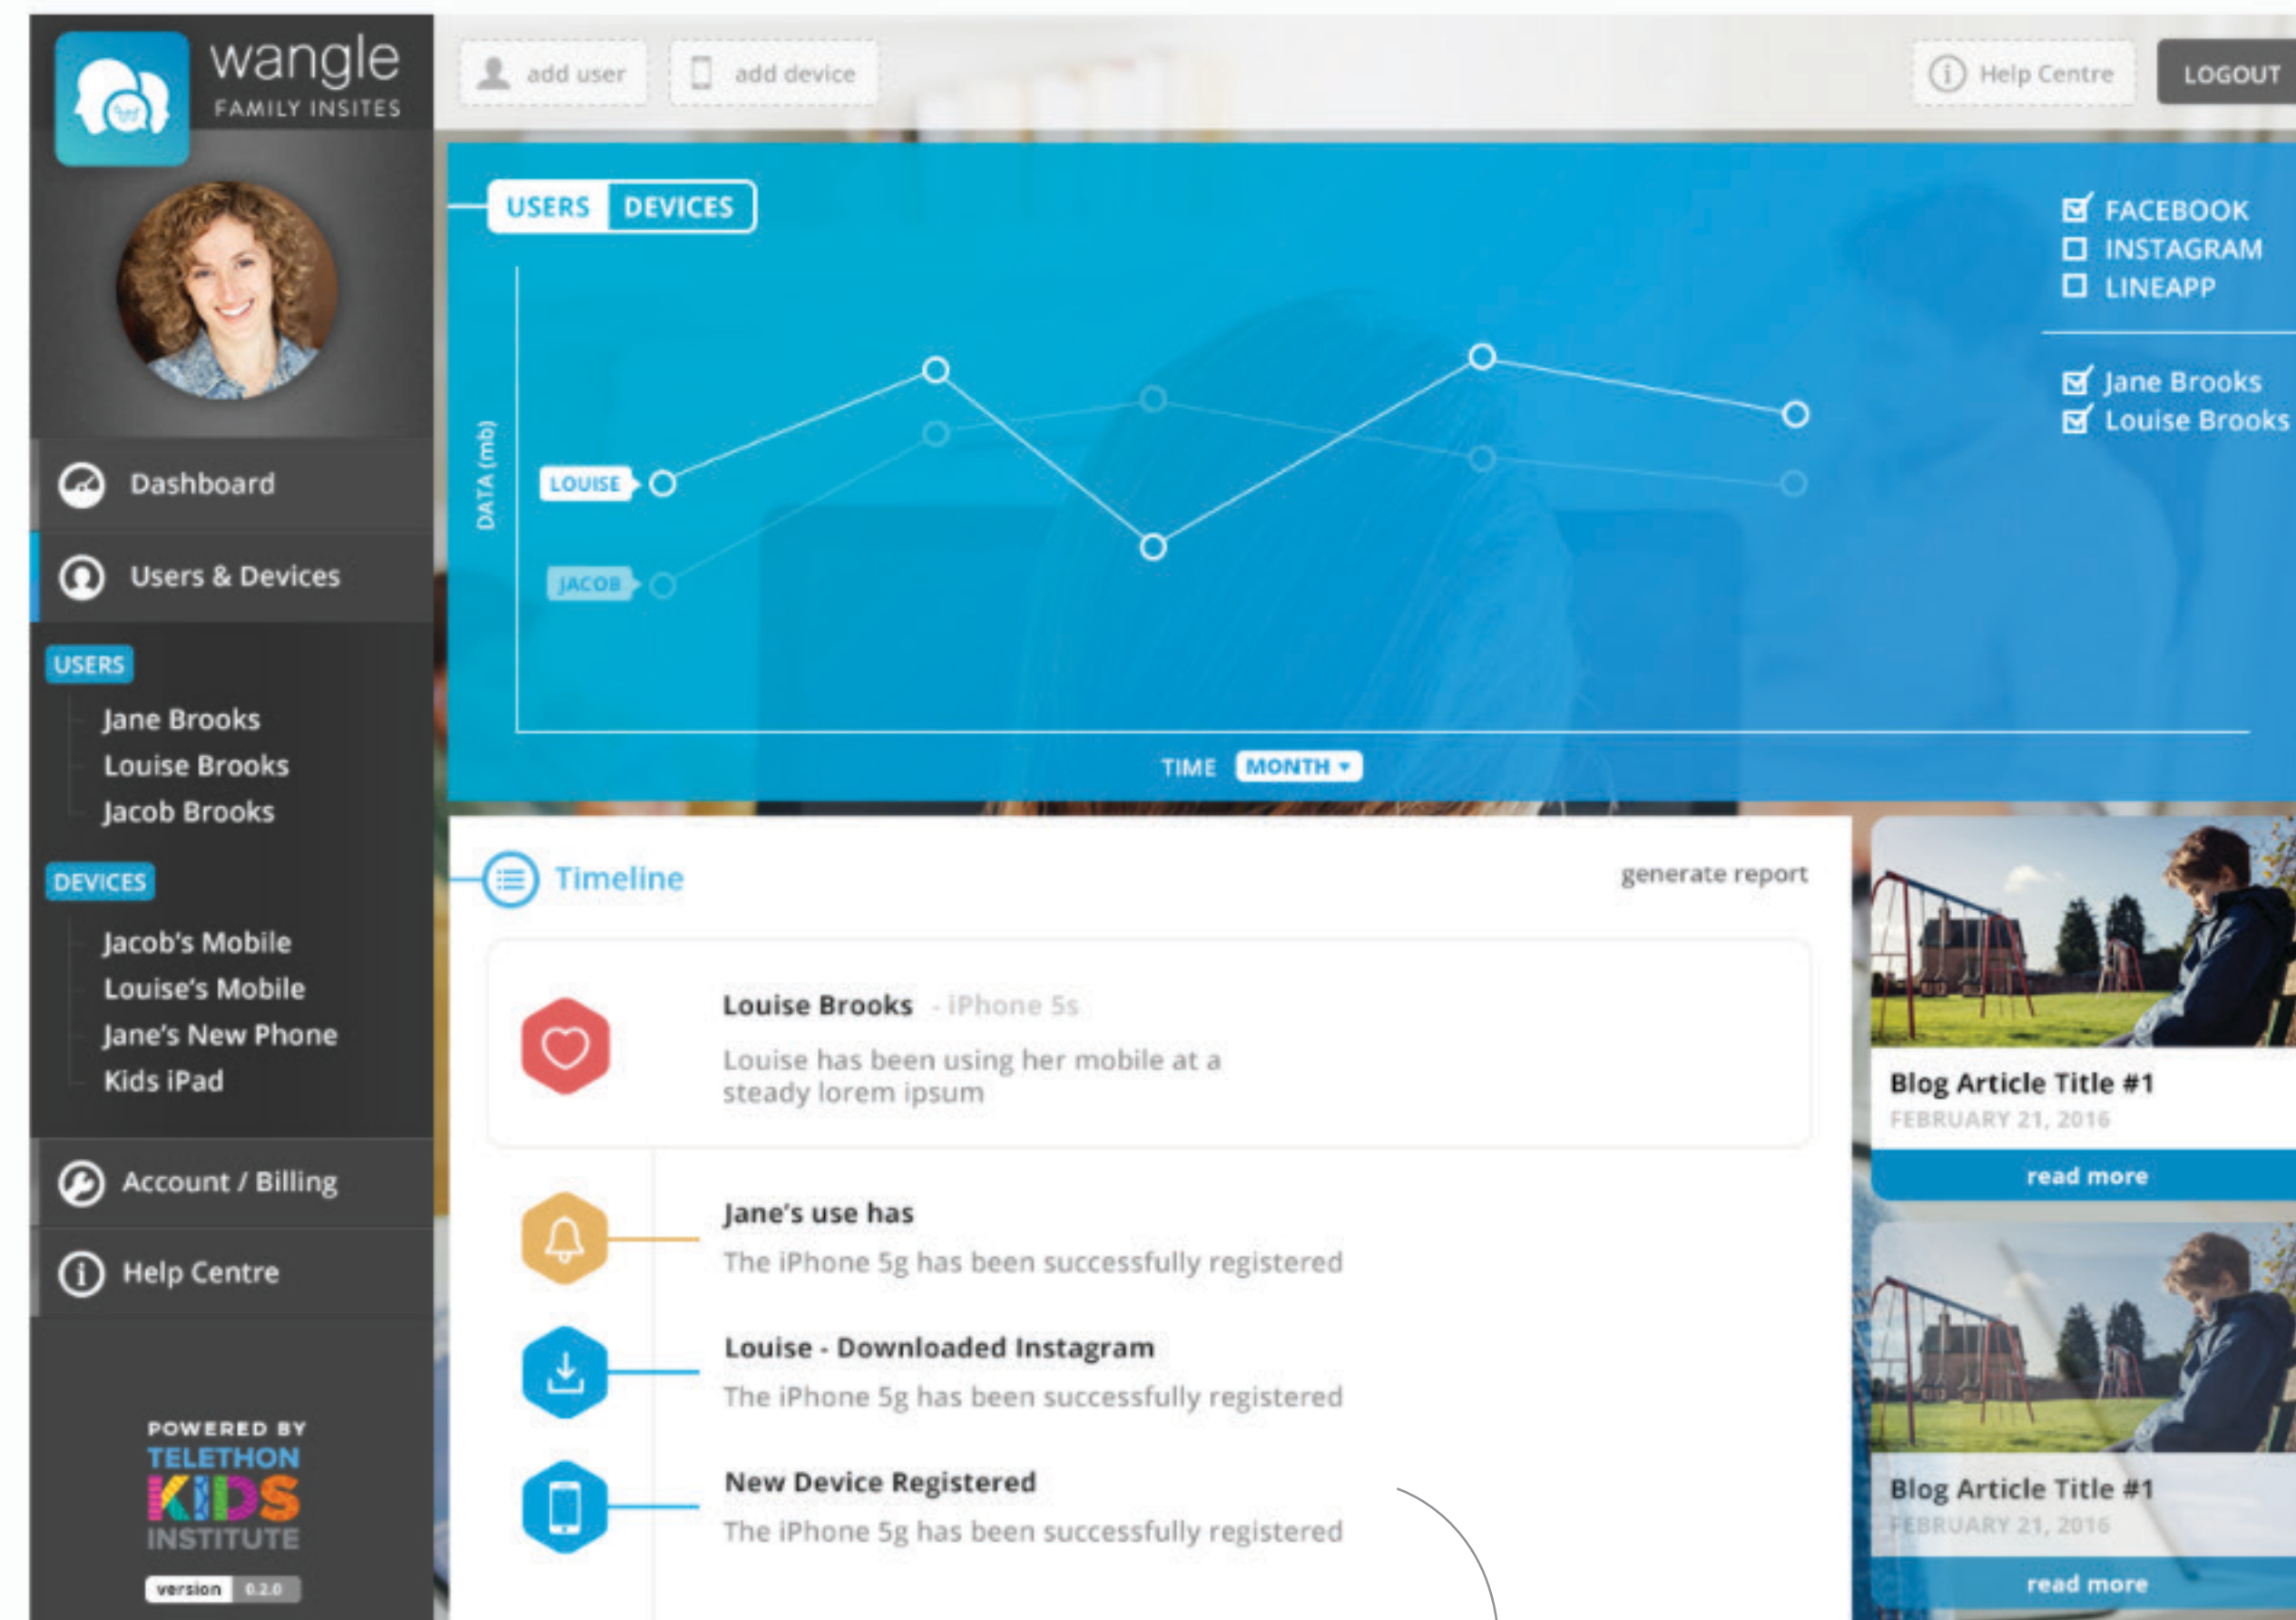 wangle
FAMILY INSITES
add user
add device
Help Centre
LOGOUT
USERS
DEVICES
FACEBOOK
INSTAGRAM
LINEAPP
Jane Brooks
Louise Brooks
DATA (mb)
LOUISE
JACOB
TIME
MONTH
Dashboard
Users & Devices
USERS
Jane Brooks
Louise Brooks
Jacob Brooks
DEVICES
Jacob's Mobile
Louise's Mobile
Jane's New Phone
Kids iPad
Account / Billing
Help Centre
POWERED BY
TELETHON
KIDS
INSTITUTE
version 0.2.0
Timeline
generate report
Louise Brooks - iPhone 5s
Louise has been using her mobile at a
steady lorem ipsum
Jane's use has
The iPhone 5g has been successfully registered
Louise - Downloaded Instagram
The iPhone 5g has been successfully registered
New Device Registered
The iPhone 5g has been successfully registered
Blog Article Title #1
FEBRUARY 21, 2016
read more
Blog Article Title #1
FEBRUARY 21, 2016
read more